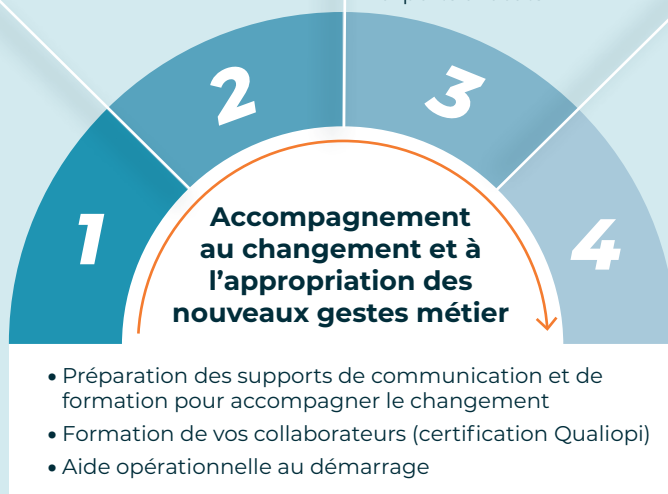 2
3
1
4
Accompagnement
au changement et à
l’appropriation des
nouveaux gestes métier
• Préparation des supports de communication et de
formation pour accompagner le changement
• Formation de vos collaborateurs (certification Qualiopi)
• Aide opérationnelle au démarrage